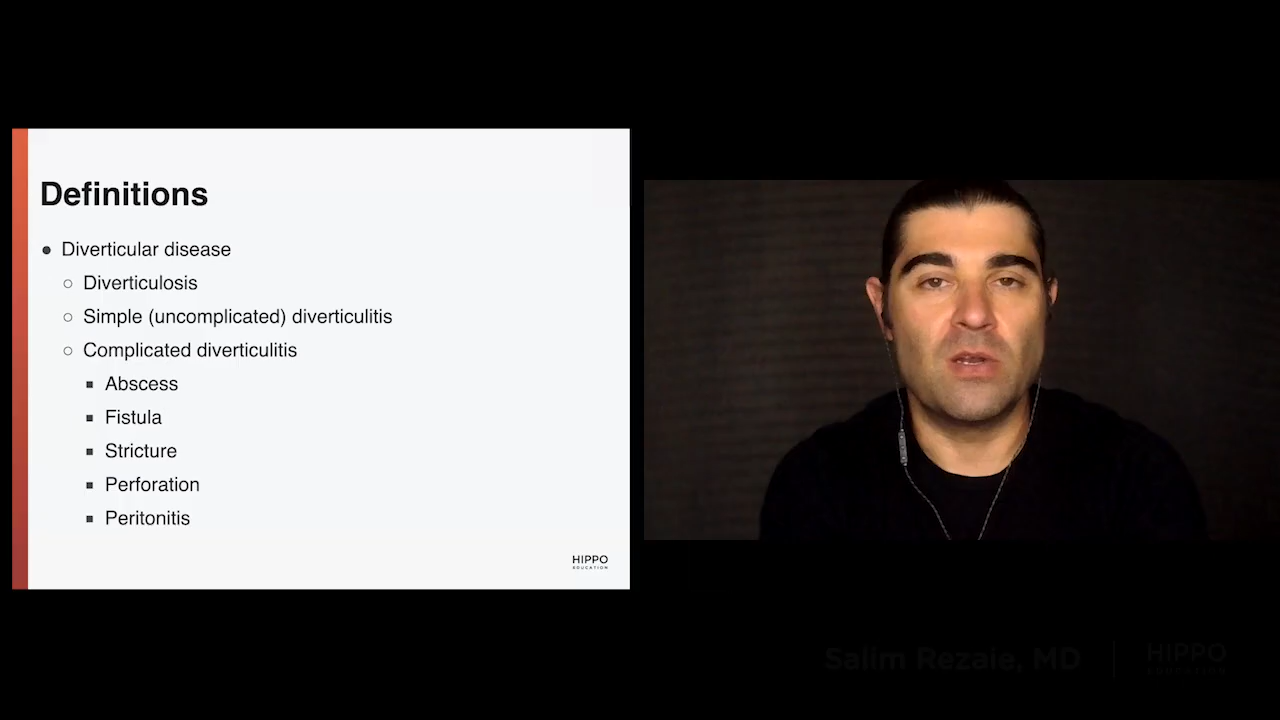 Definitions
● Diverticular disease
○ Diverticulosis
○ Simple (uncomplicated) diverticulitis
○ Complicated diverticulitis
■ Abscess
■ Fistula
■ Stricture
■ Perforation
■ Peritonitis
HIPPO
EDUCATION
Salim Rezaie, MD
HIPPO
EDUCATION